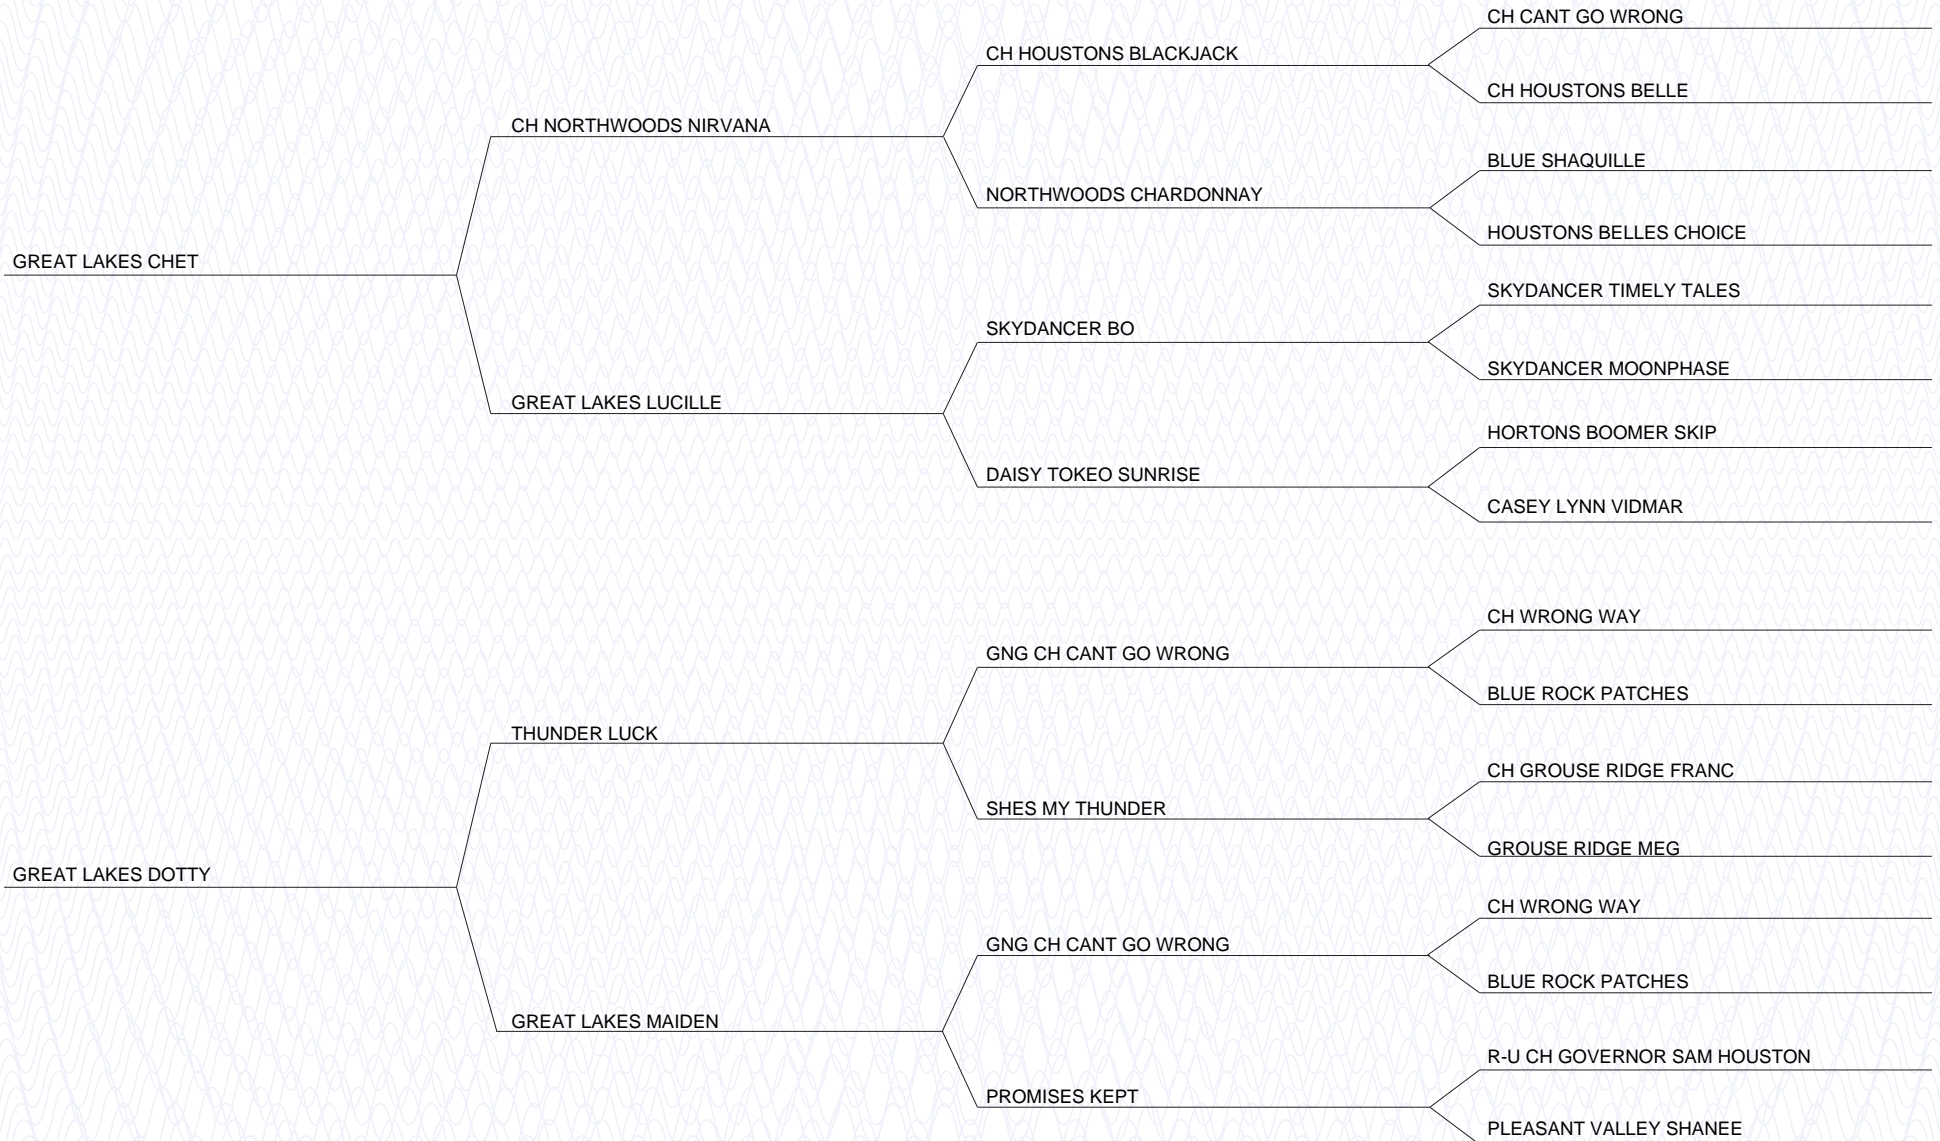 CH CANT GO WRONG
CH HOUSTONS BLACKJACK
CH HOUSTONS BELLE
CH NORTHWOODS NIRVANA
BLUE SHAQUILLE
NORTHWOODS CHARDONNAY
HOUSTONS BELLES CHOICE
GREAT LAKES CHET
SKYDANCER TIMELY TALES
SKYDANCER BO
SKYDANCER MOONPHASE
GREAT LAKES LUCILLE
HORTONS BOOMER SKIP
DAISY TOKEO SUNRISE
CASEY LYNN VIDMAR
CH WRONG WAY
GNG CH CANT GO WRONG
BLUE ROCK PATCHES
THUNDER LUCK
CH GROUSE RIDGE FRANC
SHES MY THUNDER
GROUSE RIDGE MEG
GREAT LAKES DOTTY
CH WRONG WAY
GNG CH CANT GO WRONG
BLUE ROCK PATCHES
GREAT LAKES MAIDEN
R-U CH GOVERNOR SAM HOUSTON
PROMISES KEPT
PLEASANT VALLEY SHANEE